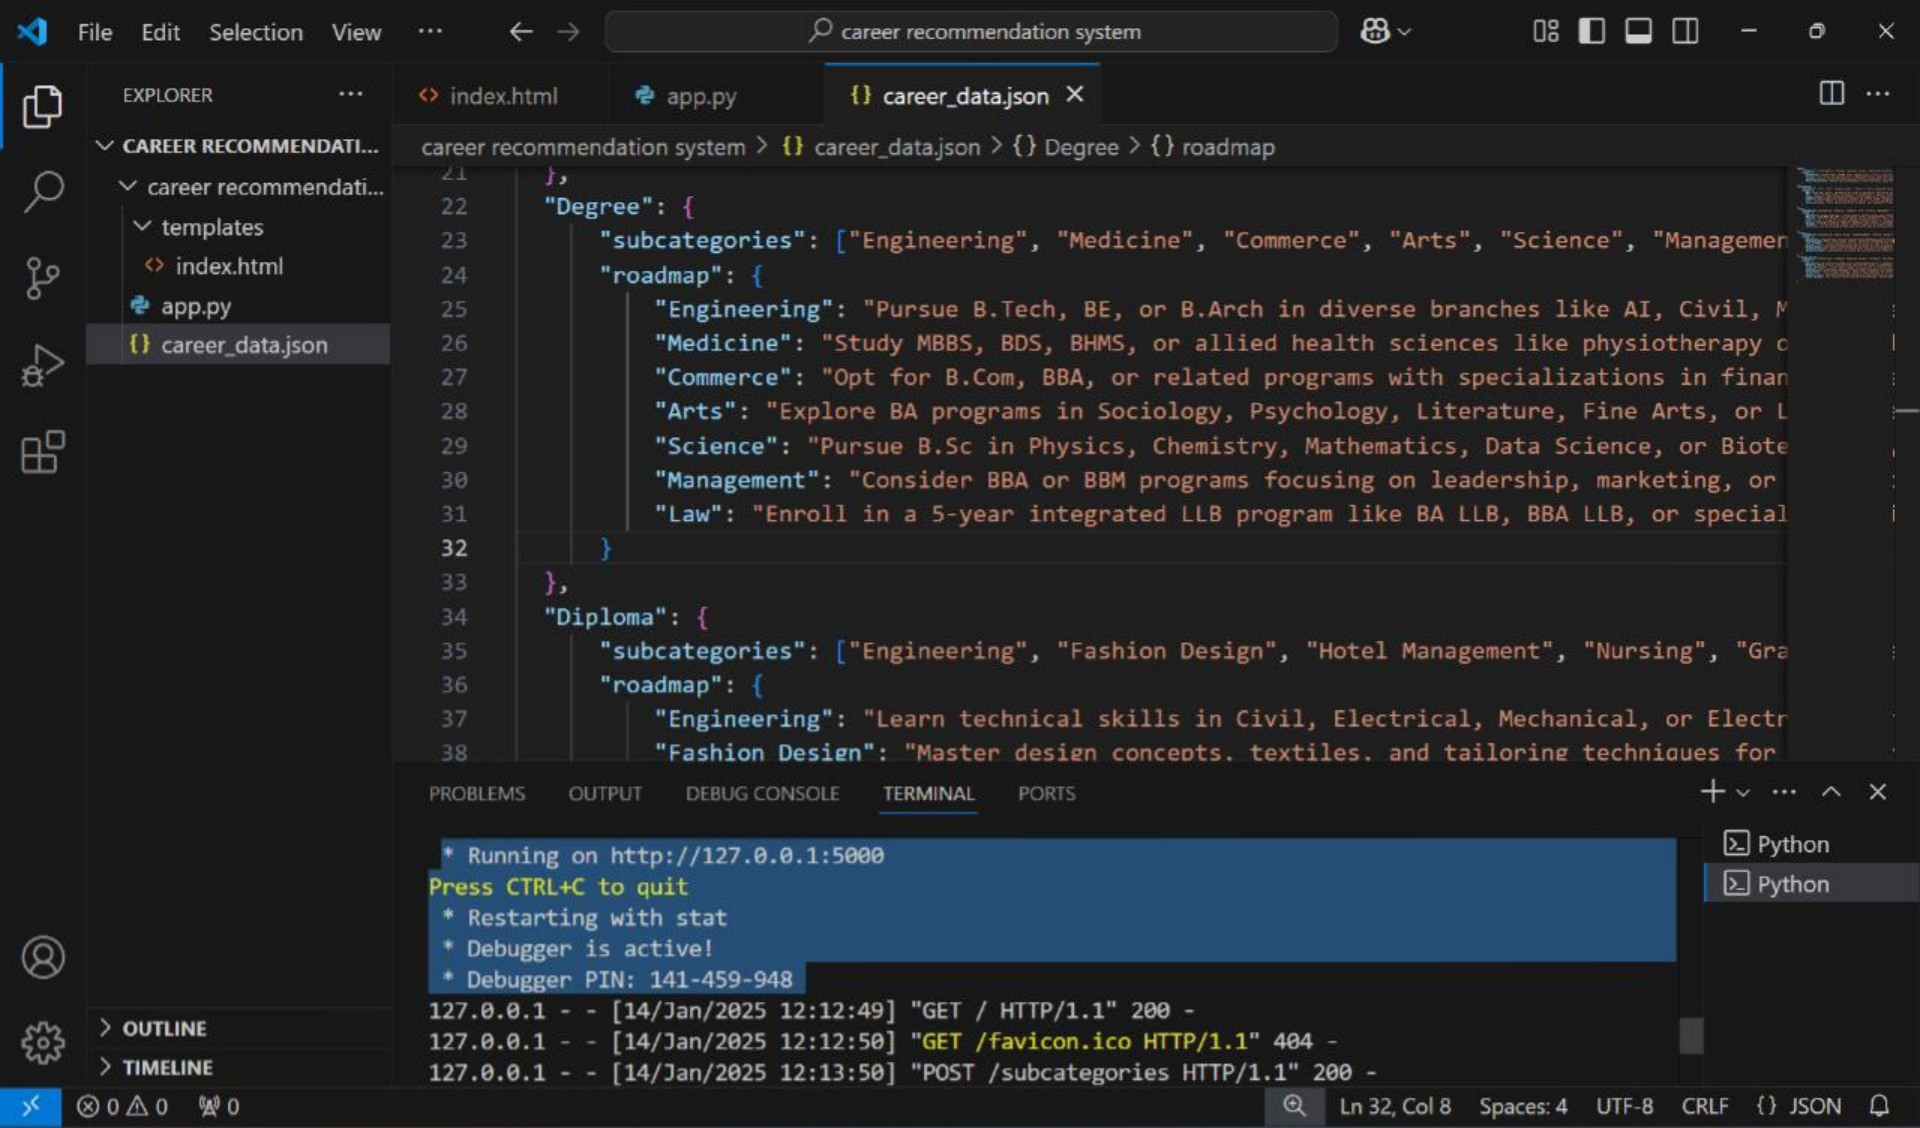 File Edit Selection View ··· career recommendation system
EXPLORER ···
index.html app.py {} career_data.json
CAREER RECOMMENDATI...
career recommendation system > {} career_data.json > {} Degree > {} roadmap
career recommendati...
templates
index.html
app.py
{} career_data.json
21 },
22 "Degree": {
23 "subcategories": ["Engineering", "Medicine", "Commerce", "Arts", "Science", "Managemen
24 "roadmap": {
25 "Engineering": "Pursue B.Tech, BE, or B.Arch in diverse branches like AI, Civil, M
26 "Medicine": "Study MBBS, BDS, BHMS, or allied health sciences like physiotherapy
27 "Commerce": "Opt for B.Com, BBA, or related programs with specializations in finan
28 "Arts": "Explore BA programs in Sociology, Psychology, Literature, Fine Arts, or L
29 "Science": "Pursue B.Sc in Physics, Chemistry, Mathematics, Data Science, or Biote
30 "Management": "Consider BBA or BBM programs focusing on leadership, marketing, or
31 "Law": "Enroll in a 5-year integrated LLB program like BA LLB, BBA LLB, or special
32 }
33 },
34 "Diploma": {
35 "subcategories": ["Engineering", "Fashion Design", "Hotel Management", "Nursing", "Gra
36 "roadmap": {
37 "Engineering": "Learn technical skills in Civil, Electrical, Mechanical, or Electr
38 "Fashion Design": "Master design concepts, textiles, and tailoring techniques for
PROBLEMS OUTPUT DEBUG CONSOLE TERMINAL PORTS
* Running on http://127.0.0.1:5000
Press CTRL+C to quit
* Restarting with stat
* Debugger is active!
* Debugger PIN: 141-459-948
127.0.0.1 - - [14/Jan/2025 12:12:49] "GET / HTTP/1.1" 200 -
127.0.0.1 - - [14/Jan/2025 12:12:50] "GET /favicon.ico HTTP/1.1" 404 -
127.0.0.1 - - [14/Jan/2025 12:13:50] "POST /subcategories HTTP/1.1" 200 -
Python
Python
OUTLINE
TIMELINE
0 0 0 Ln 32, Col 8 Spaces: 4 UTF-8 CRLF {} JSON